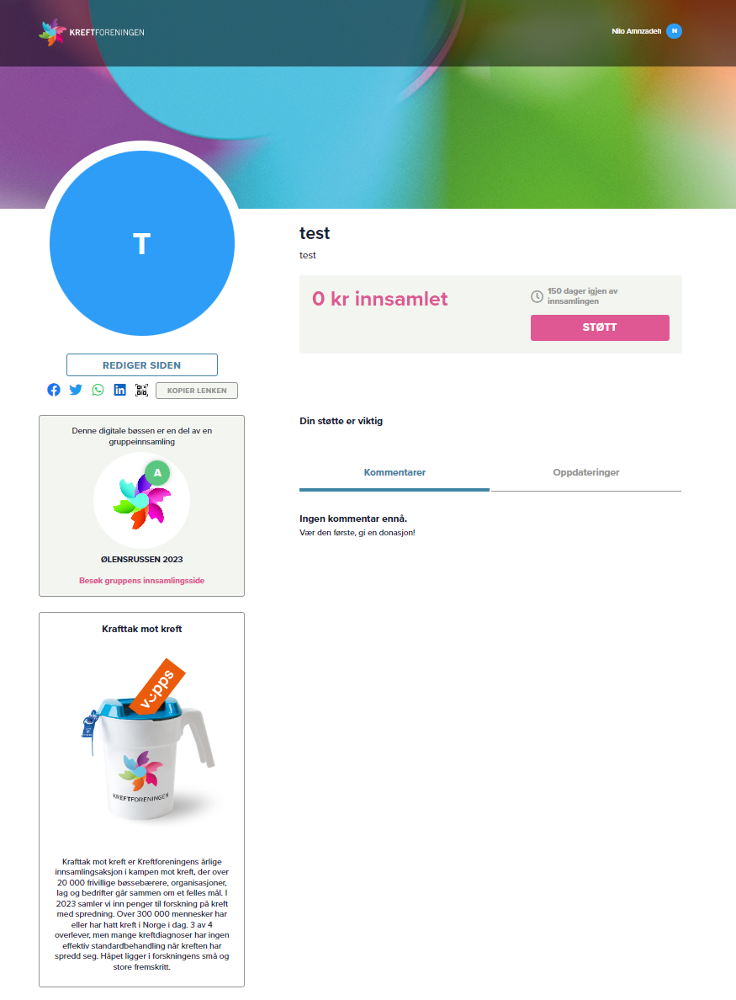 KREFTFORENINGEN
Nilo Amnzadeh
N
T
test
test
0 kr innsamlet
150 dager igjen av
innsamlingen
STØTT
REDIGER SIDEN
KOPIER LENKEN
Denne digitale bøssen er en del av en
gruppeinnsamling
A
ØLENSRUSSEN 2023
Besøk gruppens innsamlingsside
Din støtte er viktig
Kommentarer
Oppdateringer
Ingen kommentar ennå.
Vær den første, gi en donasjon!
Krafttak mot kreft
vipps
KREFTFORENINGEN
Krafttak mot kreft er Kreftforeningens årlige
innsamlingsaksjon i kampen mot kreft, der over
20 000 frivillige bøssebærere, organisasjoner,
lag og bedrifter går sammen om et felles mål. I
2023 samler vi inn penger til forskning på kreft
med spredning. Over 300 000 mennesker har
eller har hatt kreft i Norge i dag. 3 av 4
overlever, men mange kreftdiagnoser har ingen
effektiv standardbehandling når kreften har
spredd seg. Håpet ligger i forskningens små og
store fremskritt.